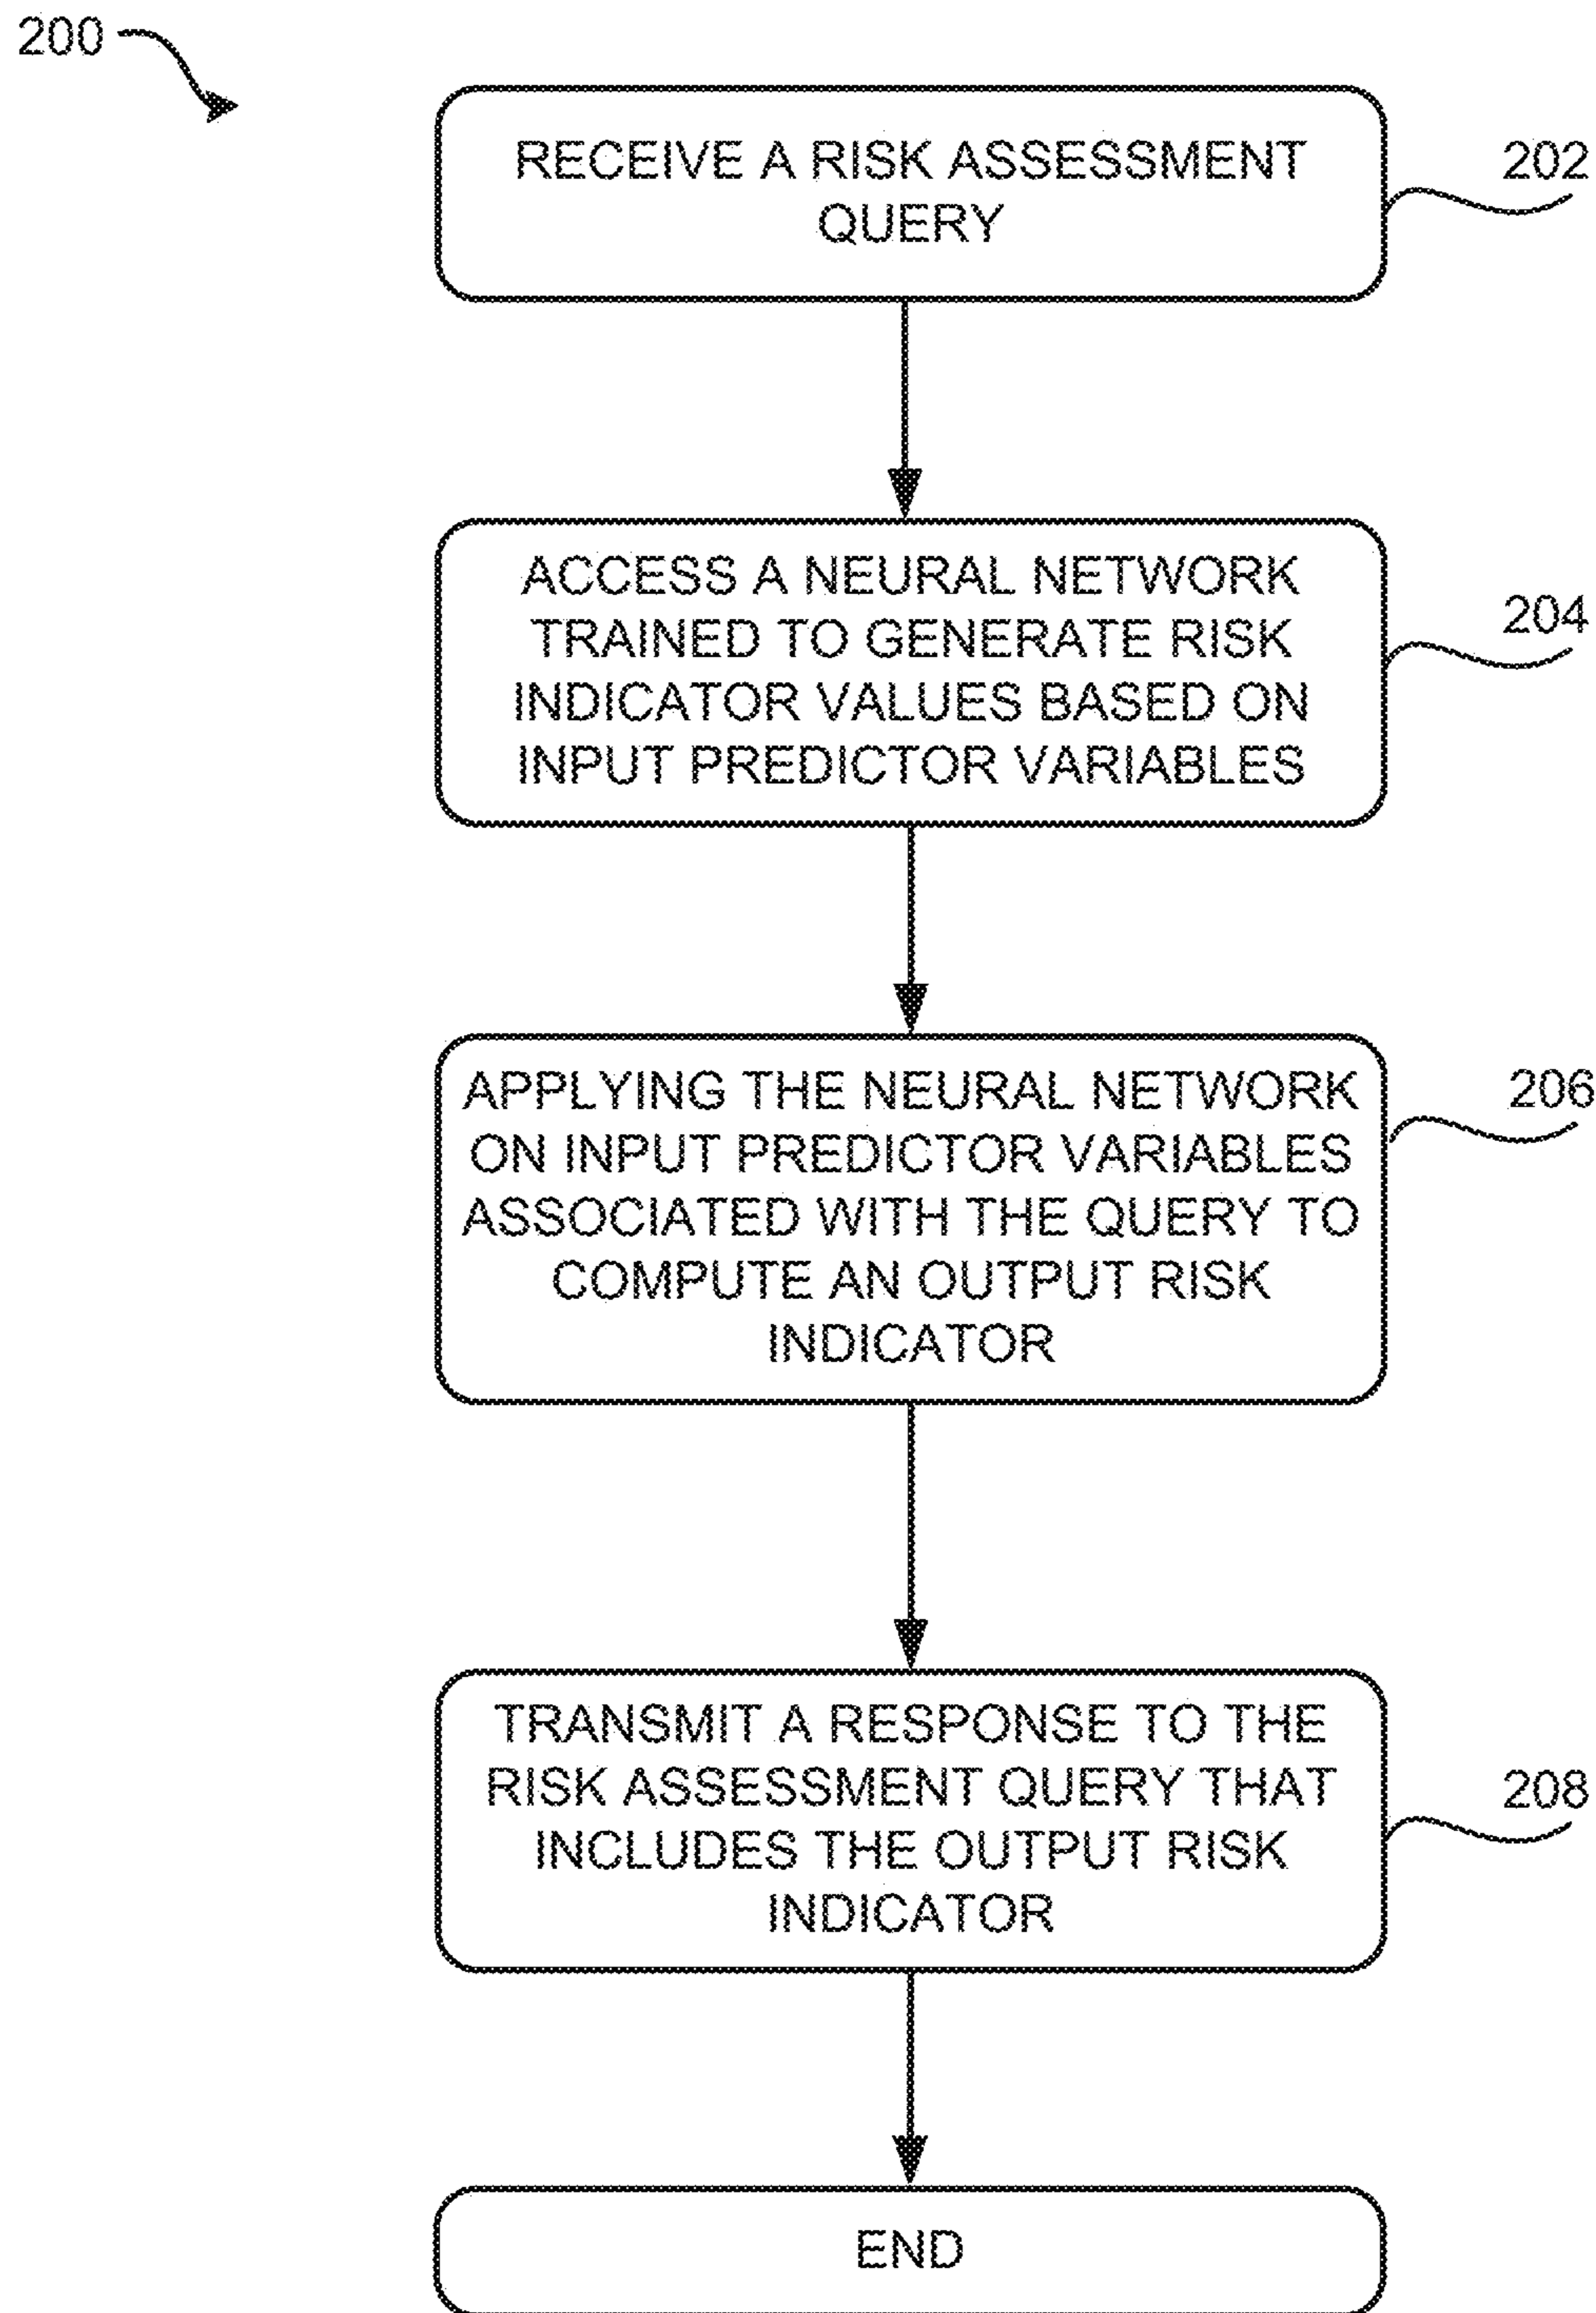 200
RECEIVE A RISK ASSESSMENT
QUERY
202
ACCESS A NEURAL NETWORK
TRAINED TO GENERATE RISK
INDICATOR VALUES BASED ON
INPUT PREDICTOR VARIABLES
204
APPLYING THE NEURAL NETWORK
ON INPUT PREDICTOR VARIABLES
ASSOCIATED WITH THE QUERY TO
COMPUTE AN OUTPUT RISK
INDICATOR
206
TRANSMIT A RESPONSE TO THE
RISK ASSESSMENT QUERY THAT
INCLUDES THE OUTPUT RISK
INDICATOR
208
END